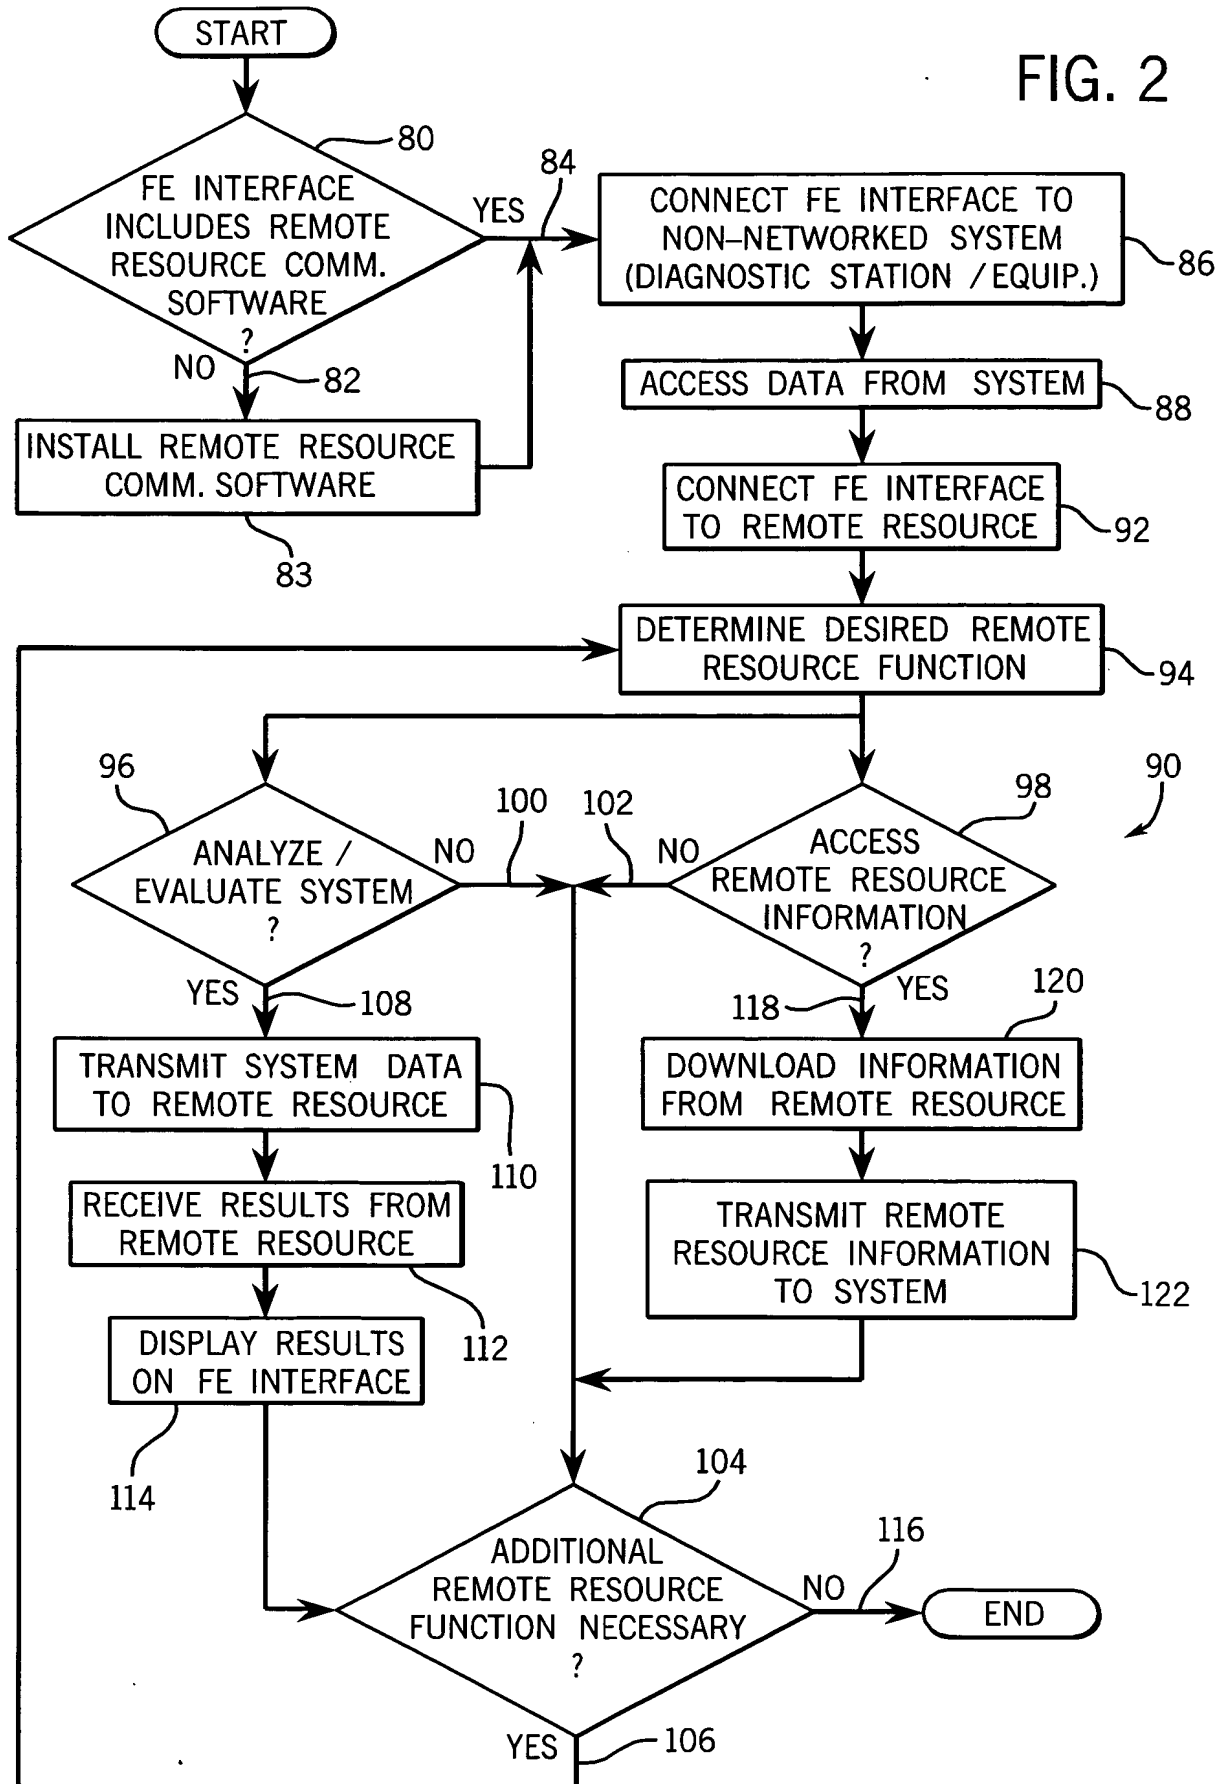 START
FIG. 2
80
FE INTERFACE
INCLUDES REMOTE
RESOURCE COMM.
SOFTWARE
?
YES
84
CONNECT FE INTERFACE TO
NON–NETWORKED SYSTEM
(DIAGNOSTIC STATION / EQUIP.)
86
NO
82
INSTALL REMOTE RESOURCE
COMM. SOFTWARE
83
ACCESS DATA FROM SYSTEM
88
CONNECT FE INTERFACE
TO REMOTE RESOURCE
92
DETERMINE DESIRED REMOTE
RESOURCE FUNCTION
94
90
96
ANALYZE /
EVALUATE SYSTEM
?
NO
100
102
NO
98
ACCESS
REMOTE RESOURCE
INFORMATION
?
YES
108
TRANSMIT SYSTEM DATA
TO REMOTE RESOURCE
110
RECEIVE RESULTS FROM
REMOTE RESOURCE
112
DISPLAY RESULTS
ON FE INTERFACE
114
118
YES
120
DOWNLOAD INFORMATION
FROM REMOTE RESOURCE
TRANSMIT REMOTE
RESOURCE INFORMATION
TO SYSTEM
122
104
ADDITIONAL
REMOTE RESOURCE
FUNCTION NECESSARY
?
NO
116
END
YES
106